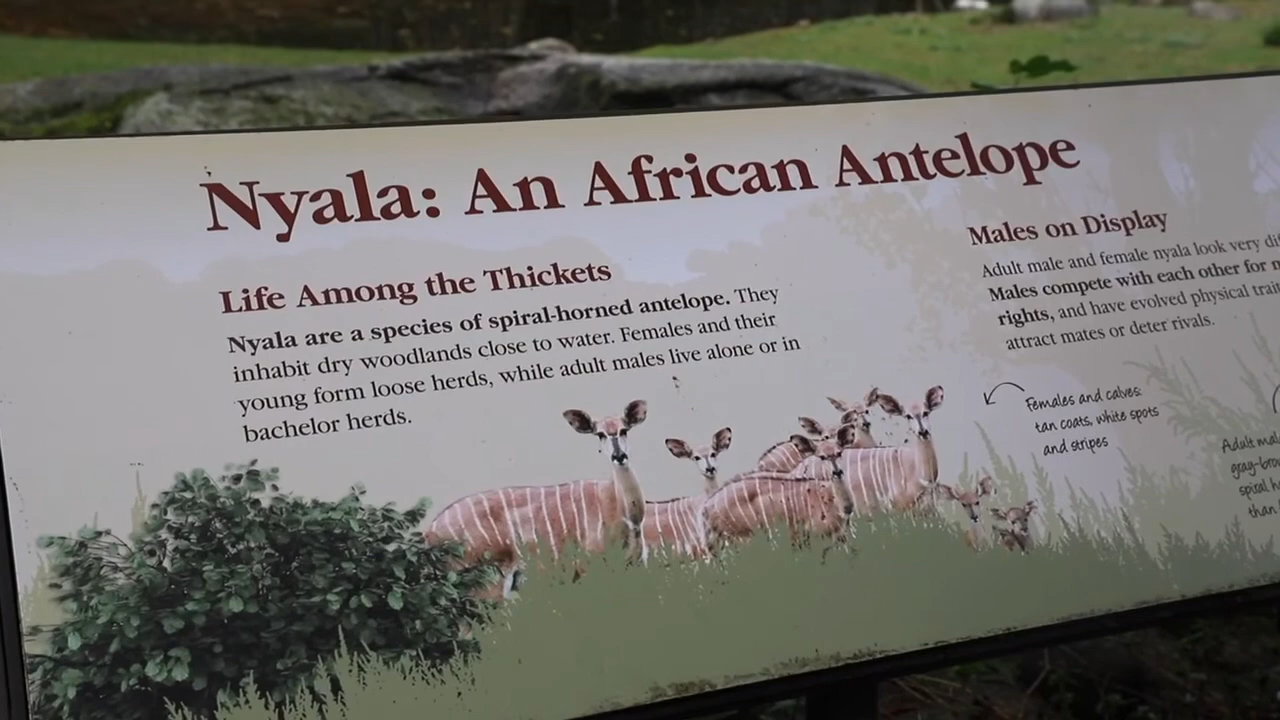 Nyala: An African Antelope
Life Among the Thickets
Nyala are a species of spiral-horned antelope. They
inhabit dry woodlands close to water. Females and their
young form loose herds, while adult males live alone or in
bachelor herds.
Males on Display
Adult male and female nyala look very
Males compete with each other for
rights, and have evolved physical
attract mates or deter rivals.
Females and calves:
tan coats, white spots
and stripes
Adult
spiral
than